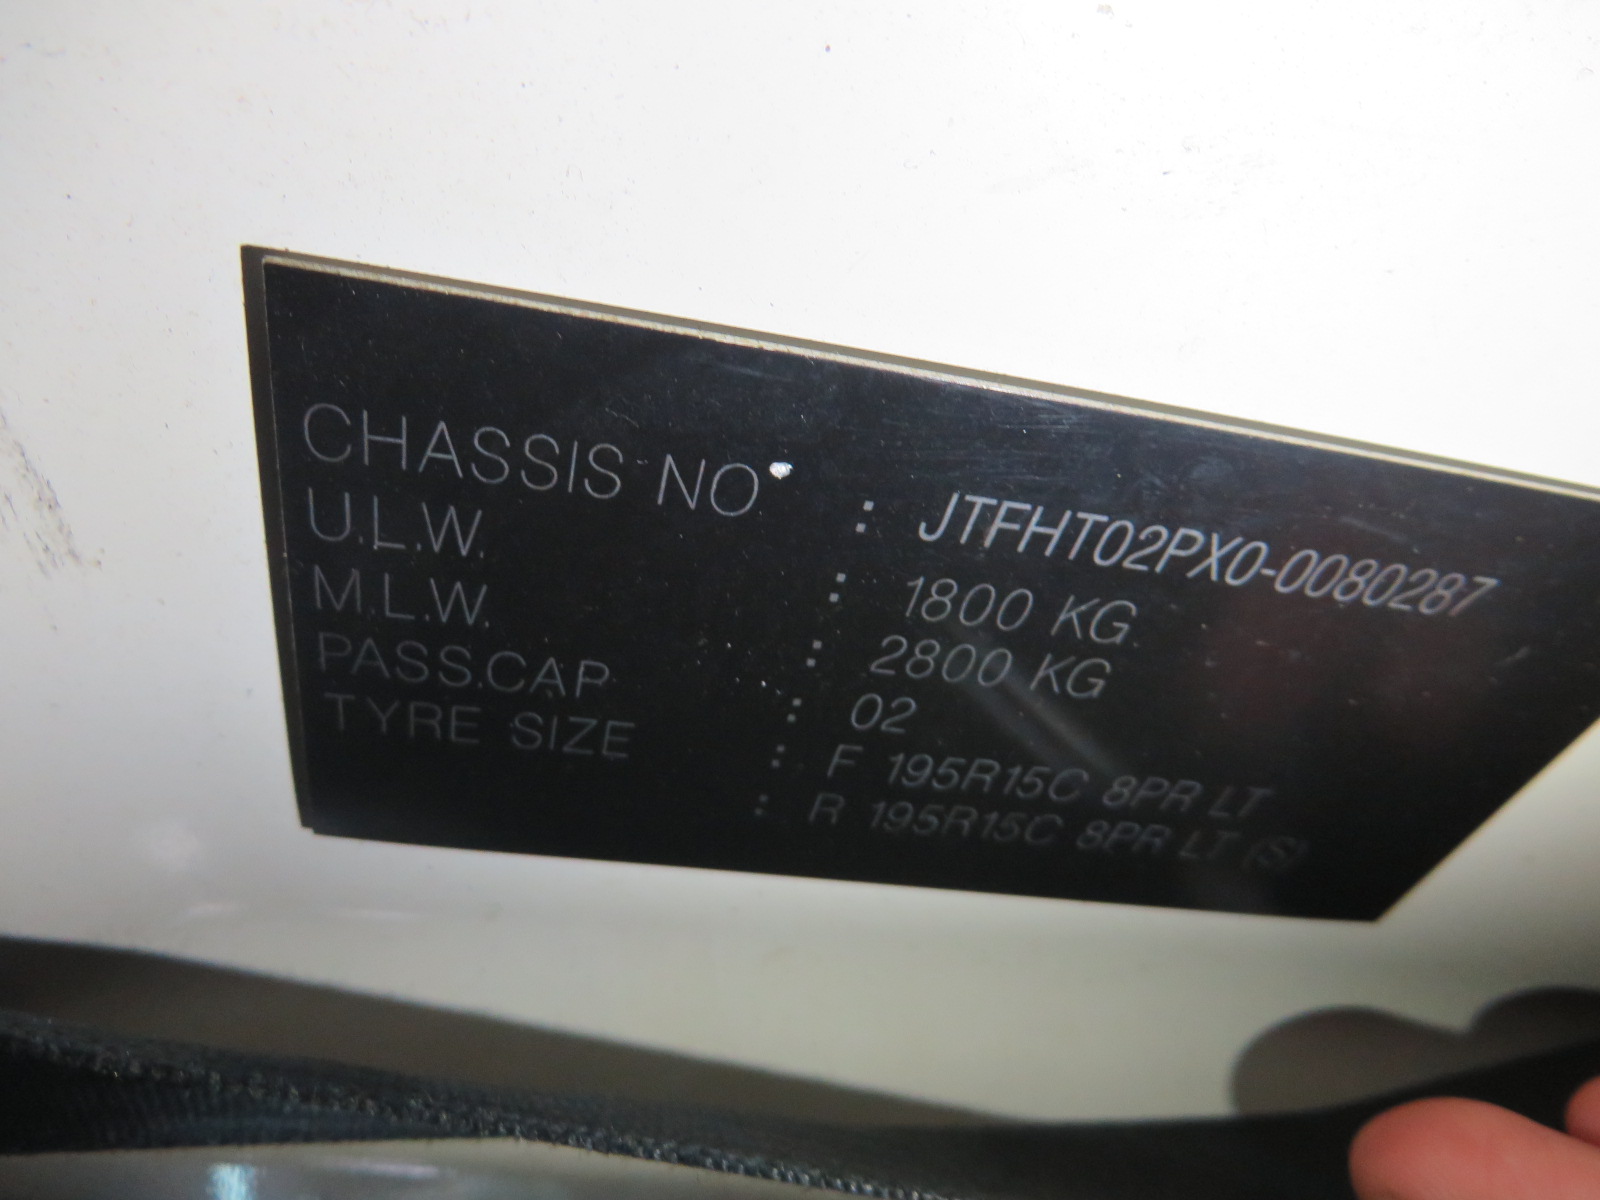 CHASSIS NO : JTFHT02PX0-0080287
U.L.W. : 1800 KG
M.L.W. : 2800 KG
PASS.CAP : 02
TYRE SIZE : F 195R15C 8PR LT
: R 195R15C 8PR LT (S)